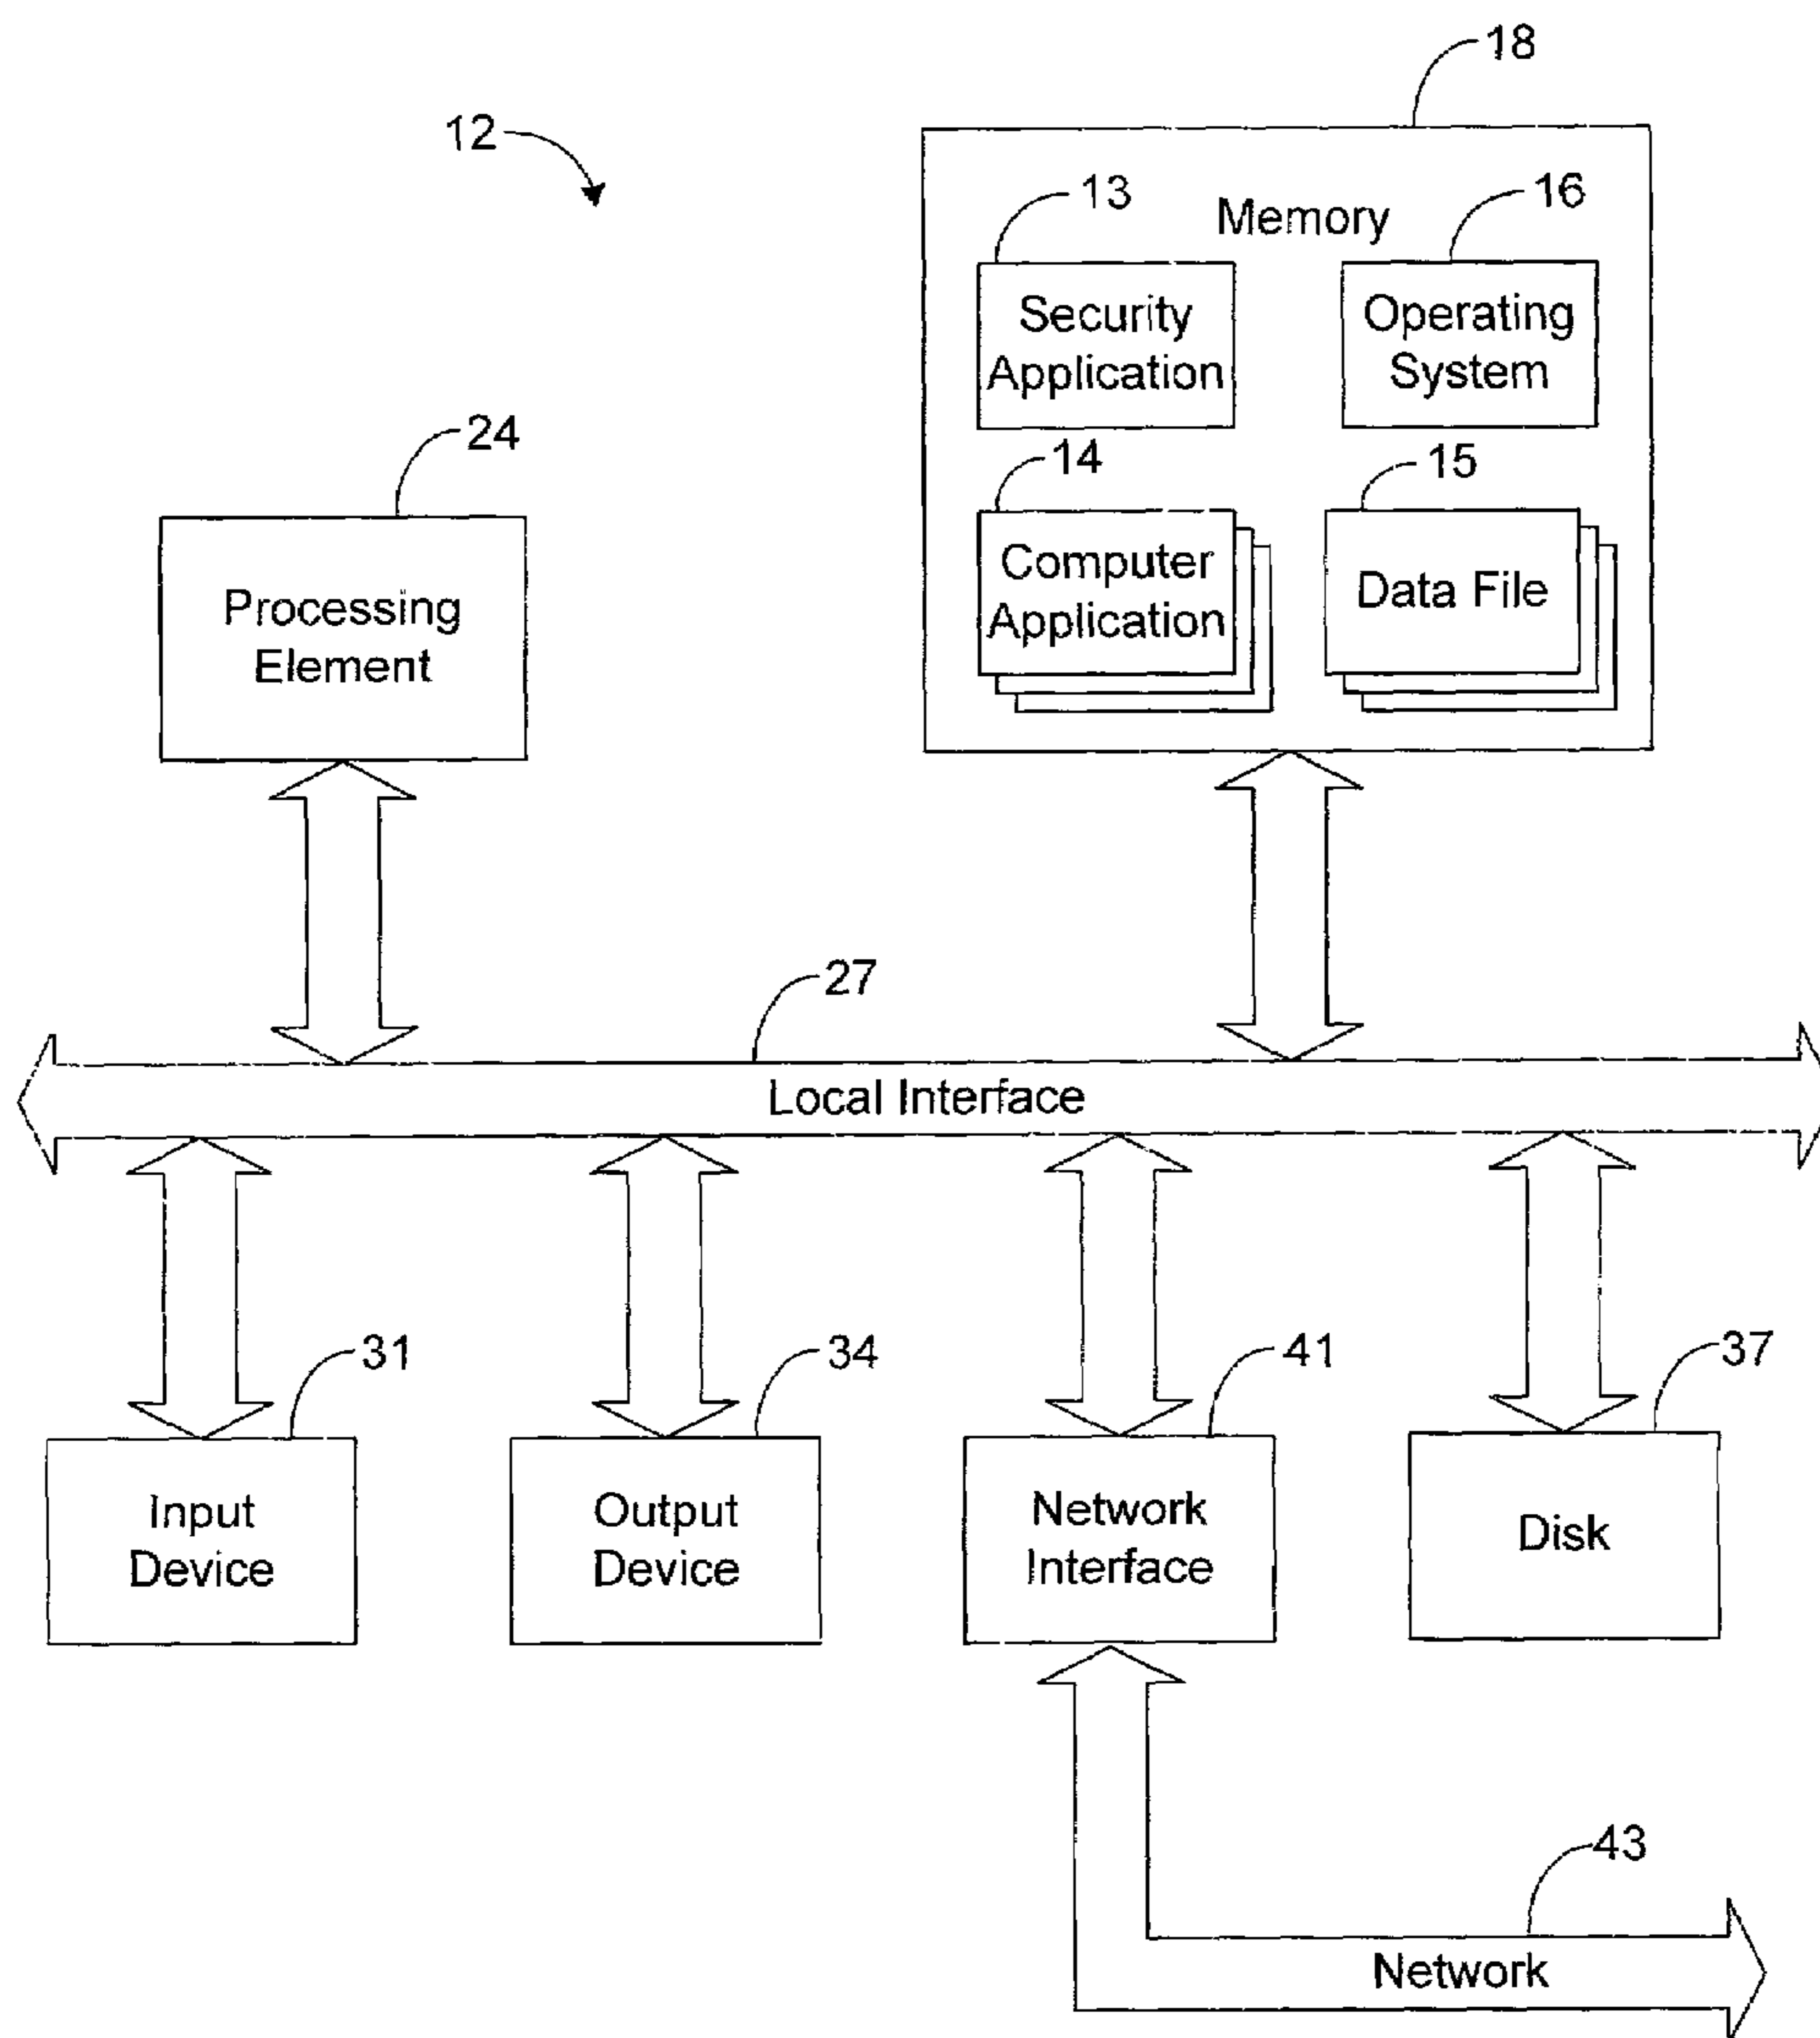 18
12
13
16
Memory
Security
Application
Operating
System
24
14
15
Processing
Element
Computer
Application
Data File
27
Local Interface
31
34
41
37
Input
Device
Output
Device
Network
Interface
Disk
43
Network